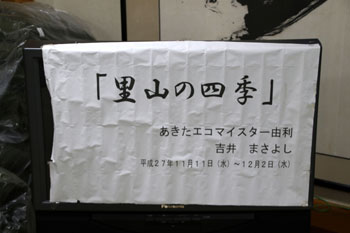 「里山の四季」
あきたエコマイスター由利
吉井　まさよし
平成27年11月11日（水）～12月2日（水）